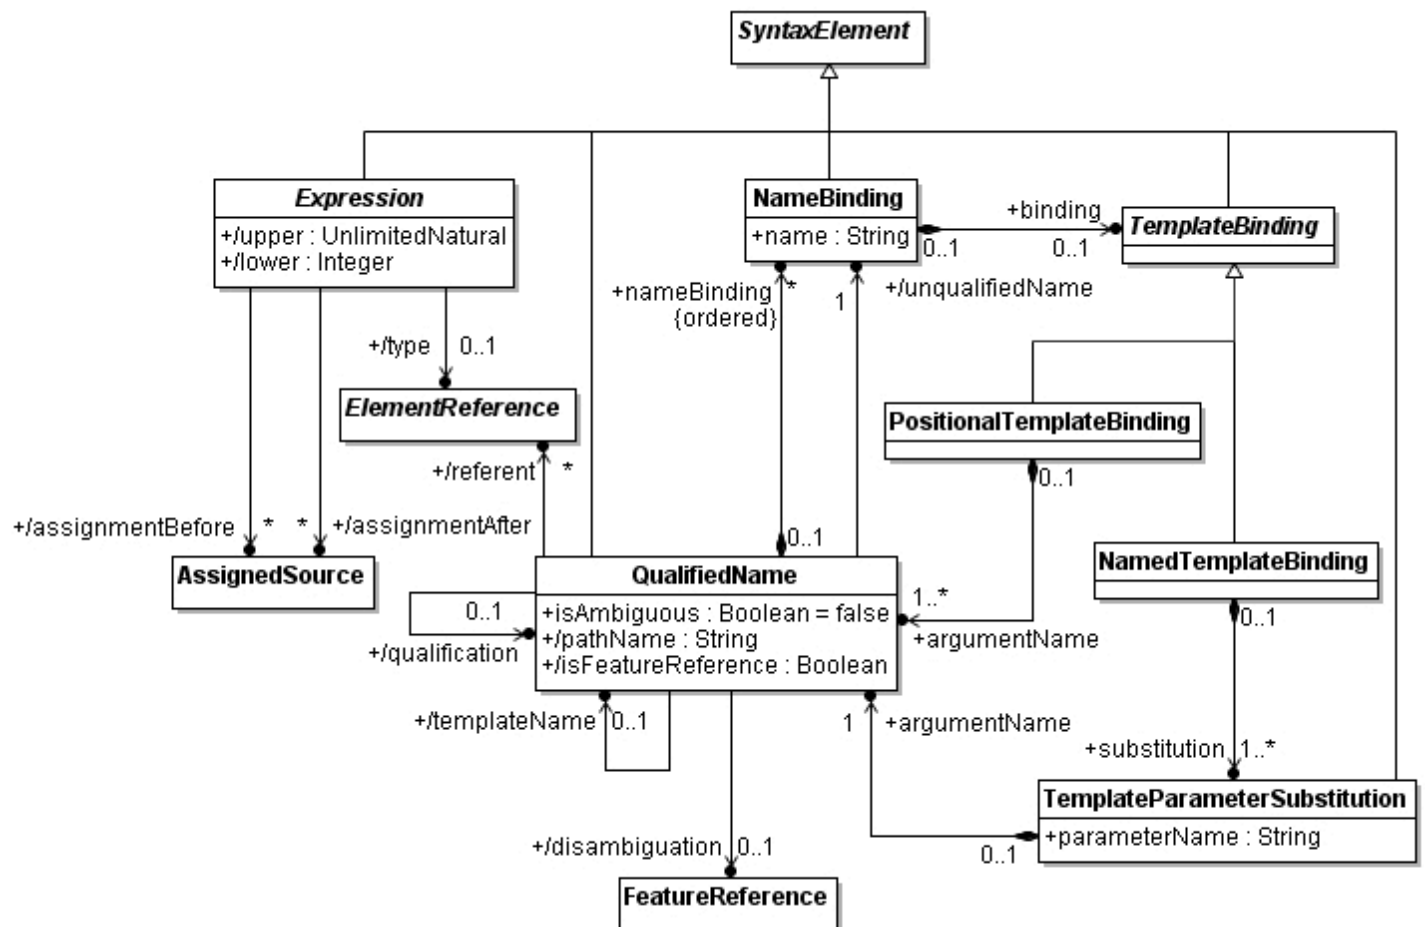 SyntaxElement
Expression
+/upper : UnlimitedNatural
+/lower : Integer
NameBinding
+name : String
+binding
0..1
0..1
TemplateBinding
+nameBinding
{ordered}
*
1
+/unqualifiedName
+/type
0..1
ElementReference
+/referent
*
PositionalTemplateBinding
0..1
+/assignmentBefore
*
*
+/assignmentAfter
AssignedSource
0..1
QualifiedName
+isAmbiguous : Boolean = false
+/pathName : String
+/isFeatureReference : Boolean
0..1
+/qualification
1..*
+argumentName
NamedTemplateBinding
0..1
+/templateName
0..1
1
+argumentName
+substitution
1..*
TemplateParameterSubstitution
+parameterName : String
0..1
+/disambiguation
0..1
FeatureReference